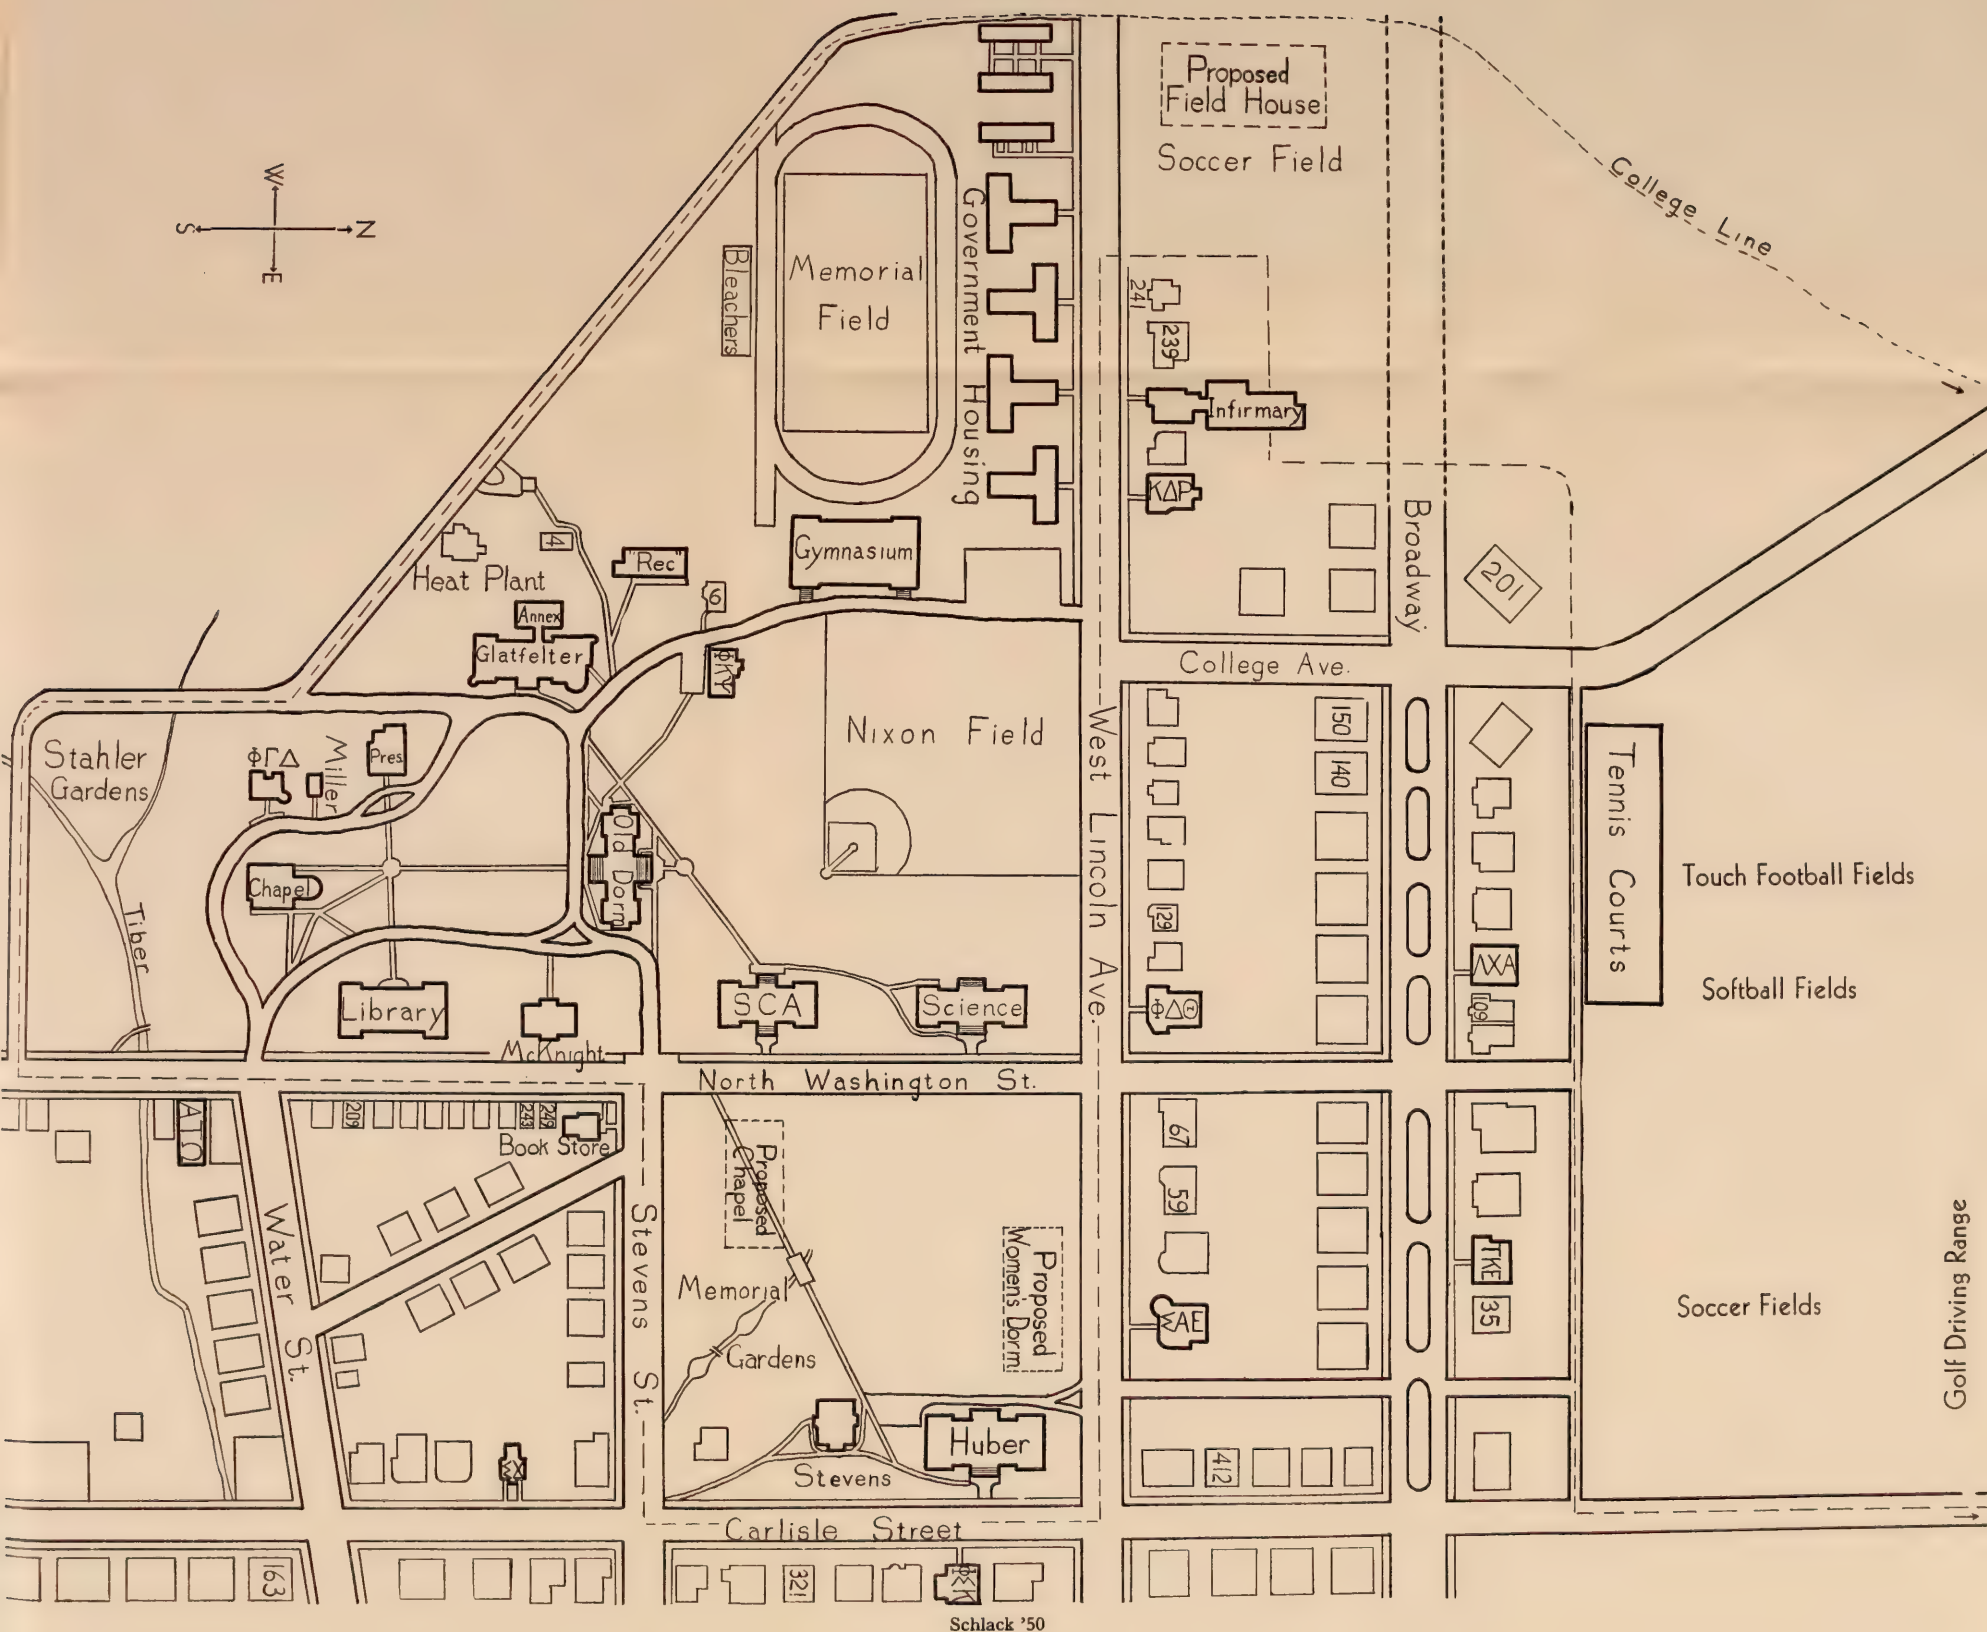 Proposed
Field House
Soccer Field
College Line
W
S
N
E
Bleachers
Memorial
Field
Government Housing
241
239
Infirmary
ΚΔΡ
Broadway
201
Gymnasium
4
"Rec"
6
Heat Plant
Annex
Glatfelter
ΦΚΨ
College Ave.
Stahler
Gardens
ΦΓΔ
Miller
Pres.
Nixon Field
West Lincoln Ave.
150
140
Tennis Courts
Old Dorm
Chapel
Tiber
129
Touch Football Fields
ΛΧΑ
Softball Fields
Library
McKnight
SCA
Science
ΦΔΘ
109
North Washington St.
ΑΤΩ
209
243
249
Book Store
Proposed
Chapel
67
59
Water St.
Stevens St.
Memorial
Gardens
Proposed
Womens Dorm
ΤΚΕ
35
ΣΑΕ
Soccer Fields
Golf Driving Range
ΣΧ
Stevens
Huber
412
Carlisle Street
163
321
ΦΣΚ
Schlack '50